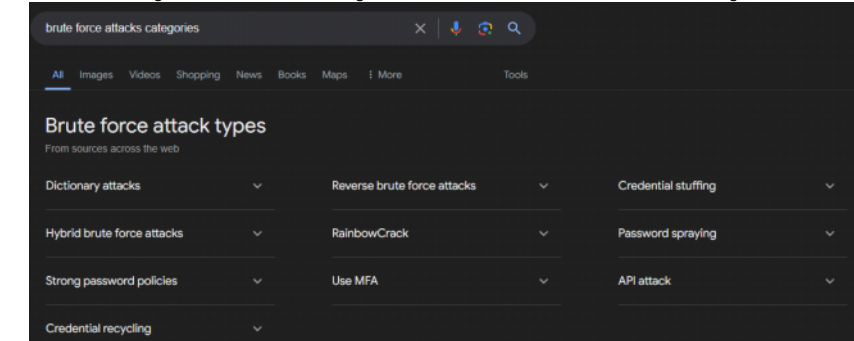 brute force attacks categories
All Images Videos Shopping News Books Maps More Tools
Brute force attack types
From sources across the web
Dictionary attacks Reverse brute force attacks Credential stuffing
Hybrid brute force attacks RainbowCrack Password spraying
Strong password policies Use MFA API attack
Credential recycling